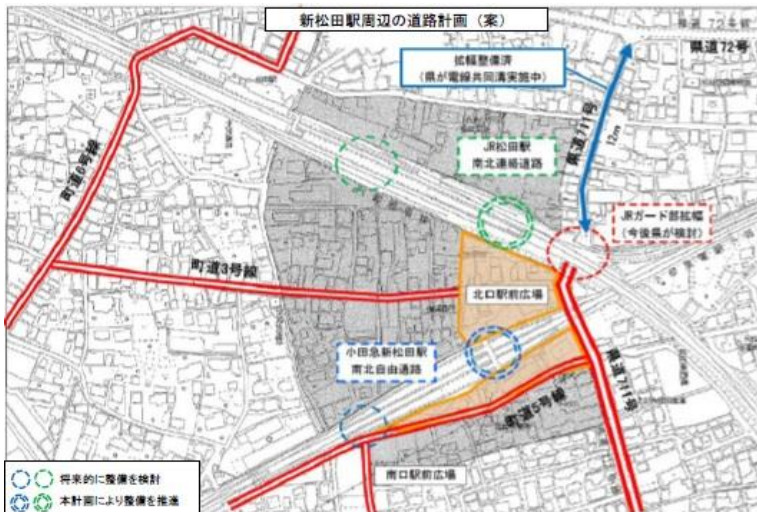 新松田駅周辺の道路計画（案）
県道72号
拡幅整備済
（県が電線共同溝実施中）
県道711号
12m
JR松田駅
南北連絡道路
JRガード部拡幅
（今後県が検討）
町道6号線
町道3号線
北口駅前広場
小田急新松田駅
南北自由通路
県道711号
町道5号線
南口駅前広場
将来的に整備を検討
本計画により整備を推進